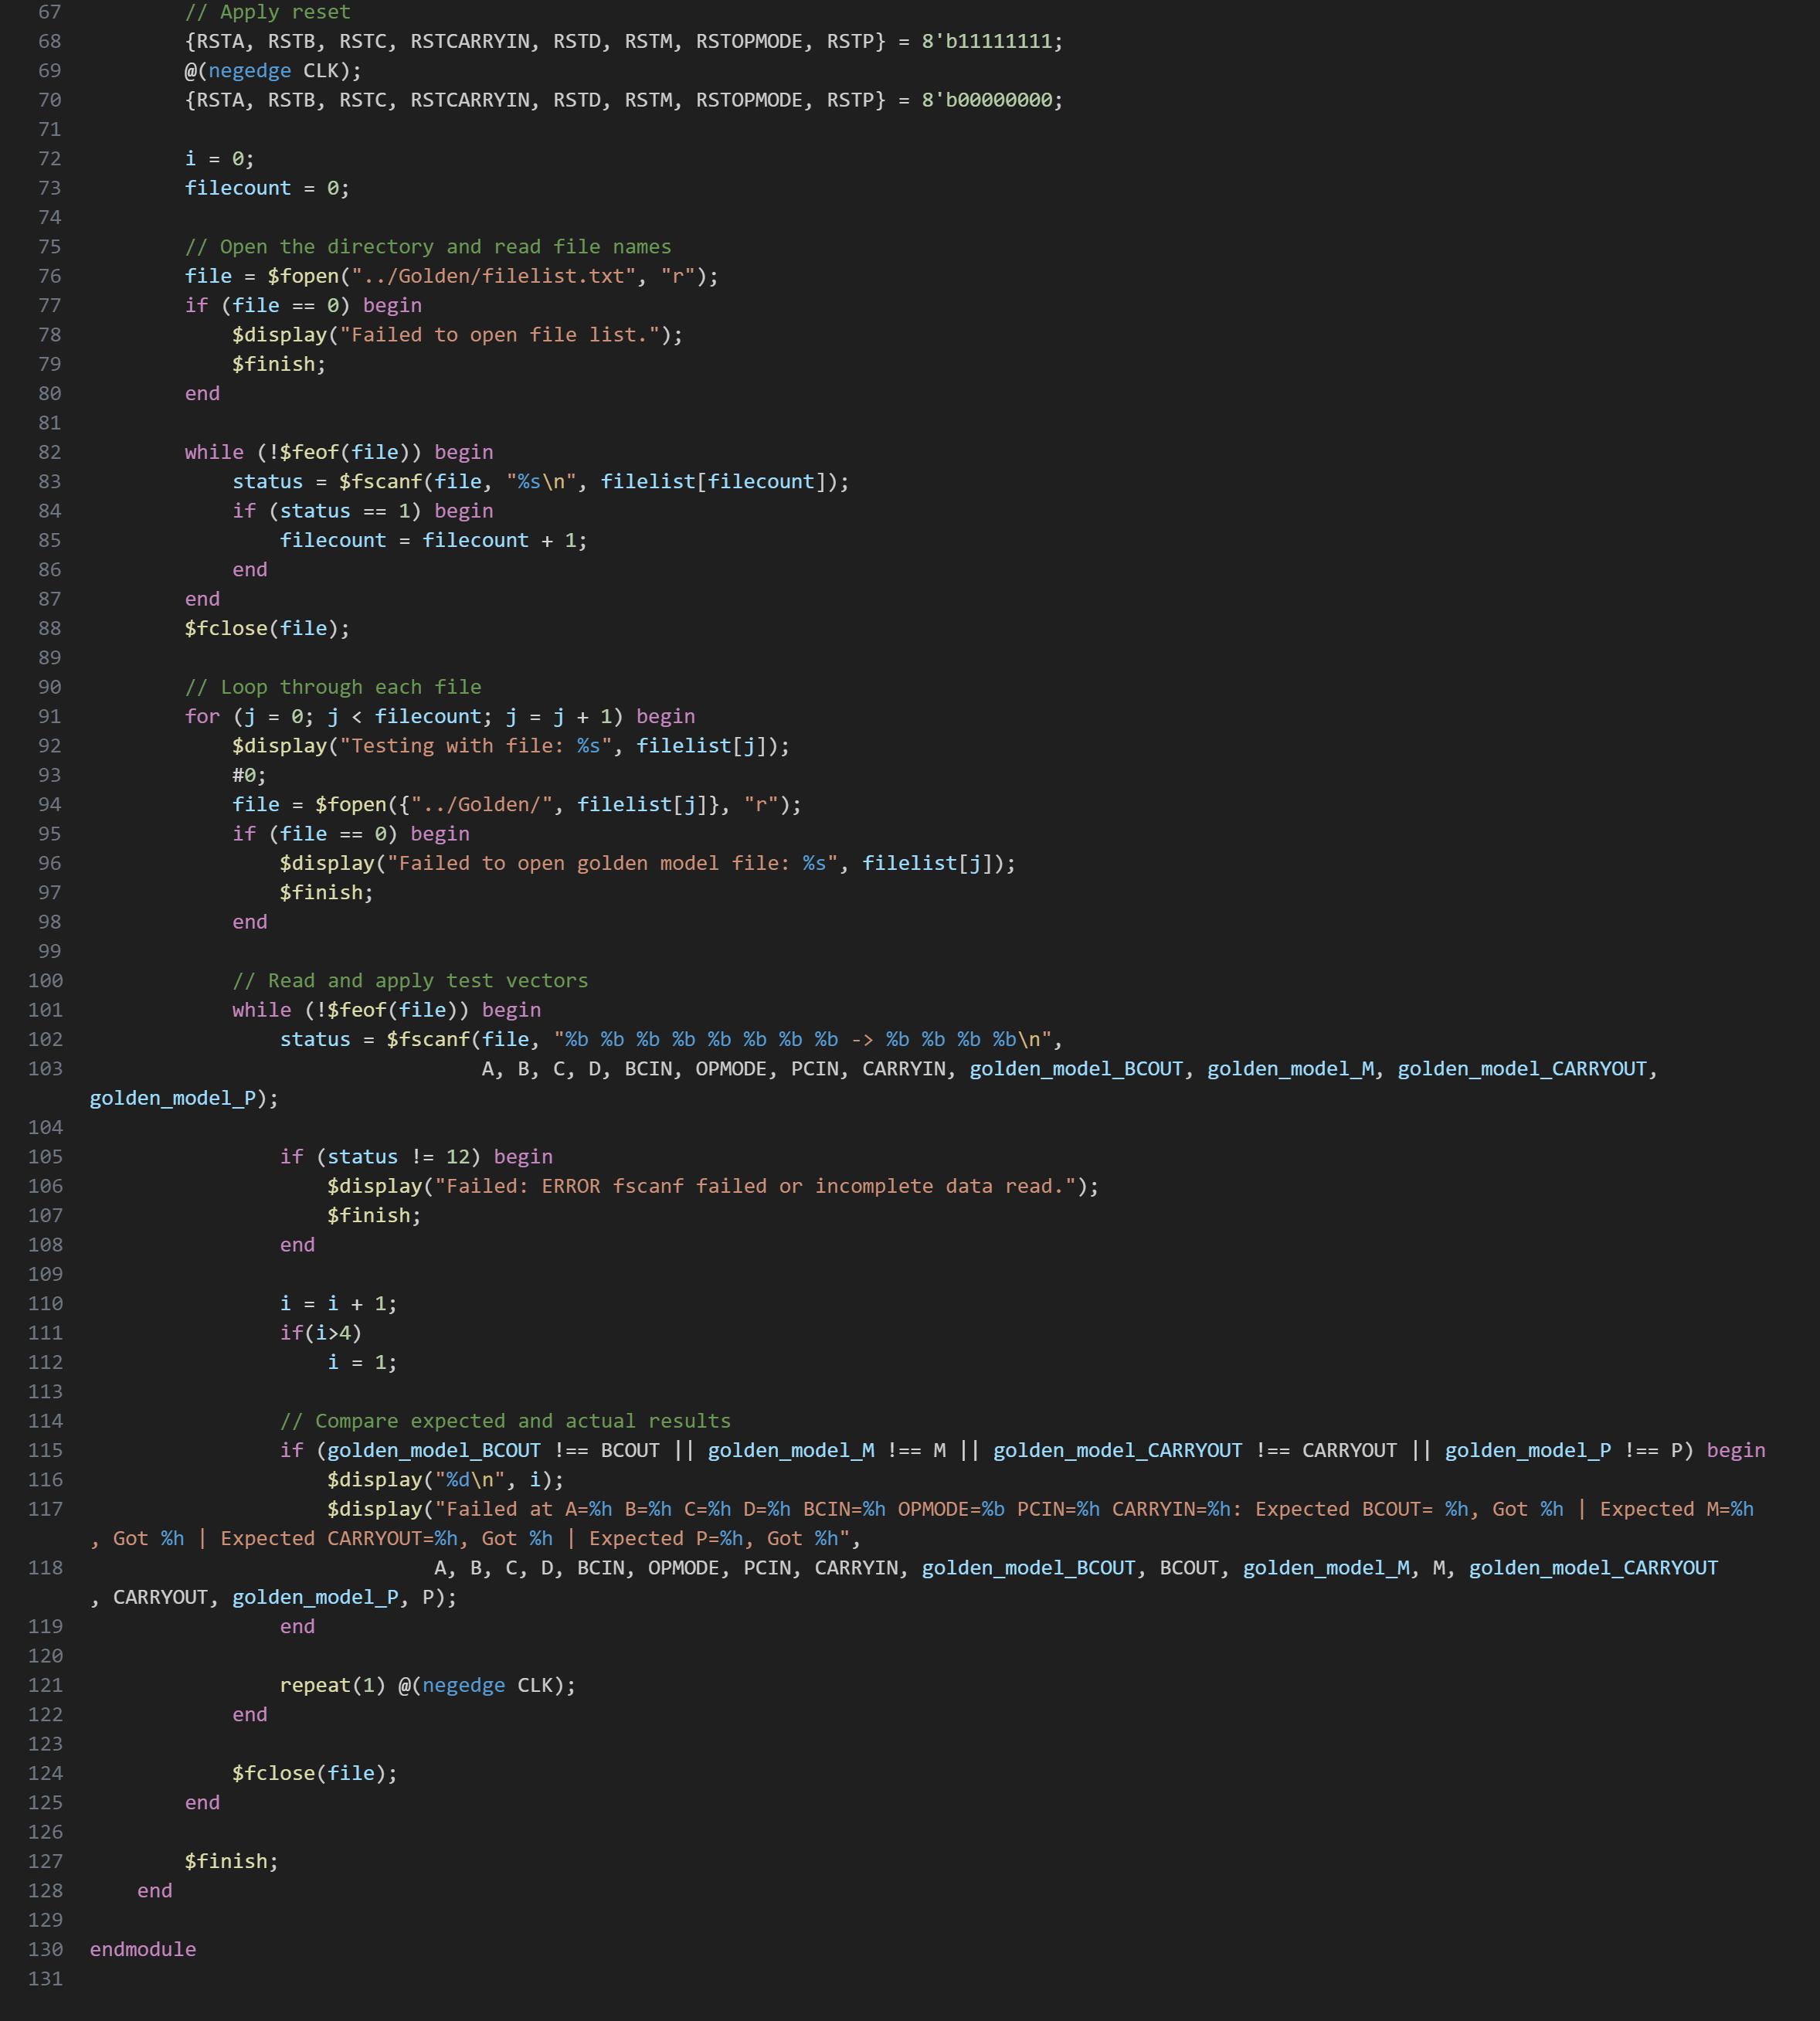 67 // Apply reset
68 {RSTA, RSTB, RSTC, RSTCARRYIN, RSTD, RSTM, RSTOPMODE, RSTP} = 8'b11111111;
69 @(negedge CLK);
70 {RSTA, RSTB, RSTC, RSTCARRYIN, RSTD, RSTM, RSTOPMODE, RSTP} = 8'b00000000;
71
72 i = 0;
73 filecount = 0;
74
75 // Open the directory and read file names
76 file = $fopen("../Golden/filelist.txt", "r");
77 if (file == 0) begin
78 $display("Failed to open file list.");
79 $finish;
80 end
81
82 while (!$feof(file)) begin
83 status = $fscanf(file, "%s\n", filelist[filecount]);
84 if (status == 1) begin
85 filecount = filecount + 1;
86 end
87 end
88 $fclose(file);
89
90 // Loop through each file
91 for (j = 0; j < filecount; j = j + 1) begin
92 $display("Testing with file: %s", filelist[j]);
93 #0;
94 file = $fopen({"../Golden/", filelist[j]}, "r");
95 if (file == 0) begin
96 $display("Failed to open golden model file: %s", filelist[j]);
97 $finish;
98 end
99
100 // Read and apply test vectors
101 while (!$feof(file)) begin
102 status = $fscanf(file, "%b %b %b %b %b %b %b %b -> %b %b %b %b\n",
103 A, B, C, D, BCIN, OPMODE, PCIN, CARRYIN, golden_model_BCOUT, golden_model_M, golden_model_CARRYOUT,
golden_model_P);
104
105 if (status != 12) begin
106 $display("Failed: ERROR fscanf failed or incomplete data read.");
107 $finish;
108 end
109
110 i = i + 1;
111 if(i>4)
112 i = 1;
113
114 // Compare expected and actual results
115 if (golden_model_BCOUT !== BCOUT || golden_model_M !== M || golden_model_CARRYOUT !== CARRYOUT || golden_model_P !== P) begin
116 $display("%d\n", i);
117 $display("Failed at A=%h B=%h C=%h D=%h BCIN=%h OPMODE=%b PCIN=%h CARRYIN=%h: Expected BCOUT= %h, Got %h | Expected M=%h
, Got %h | Expected CARRYOUT=%h, Got %h | Expected P=%h, Got %h",
118 A, B, C, D, BCIN, OPMODE, PCIN, CARRYIN, golden_model_BCOUT, BCOUT, golden_model_M, M, golden_model_CARRYOUT
, CARRYOUT, golden_model_P, P);
119 end
120
121 repeat(1) @(negedge CLK);
122 end
123
124 $fclose(file);
125 end
126
127 $finish;
128 end
129
130 endmodule
131